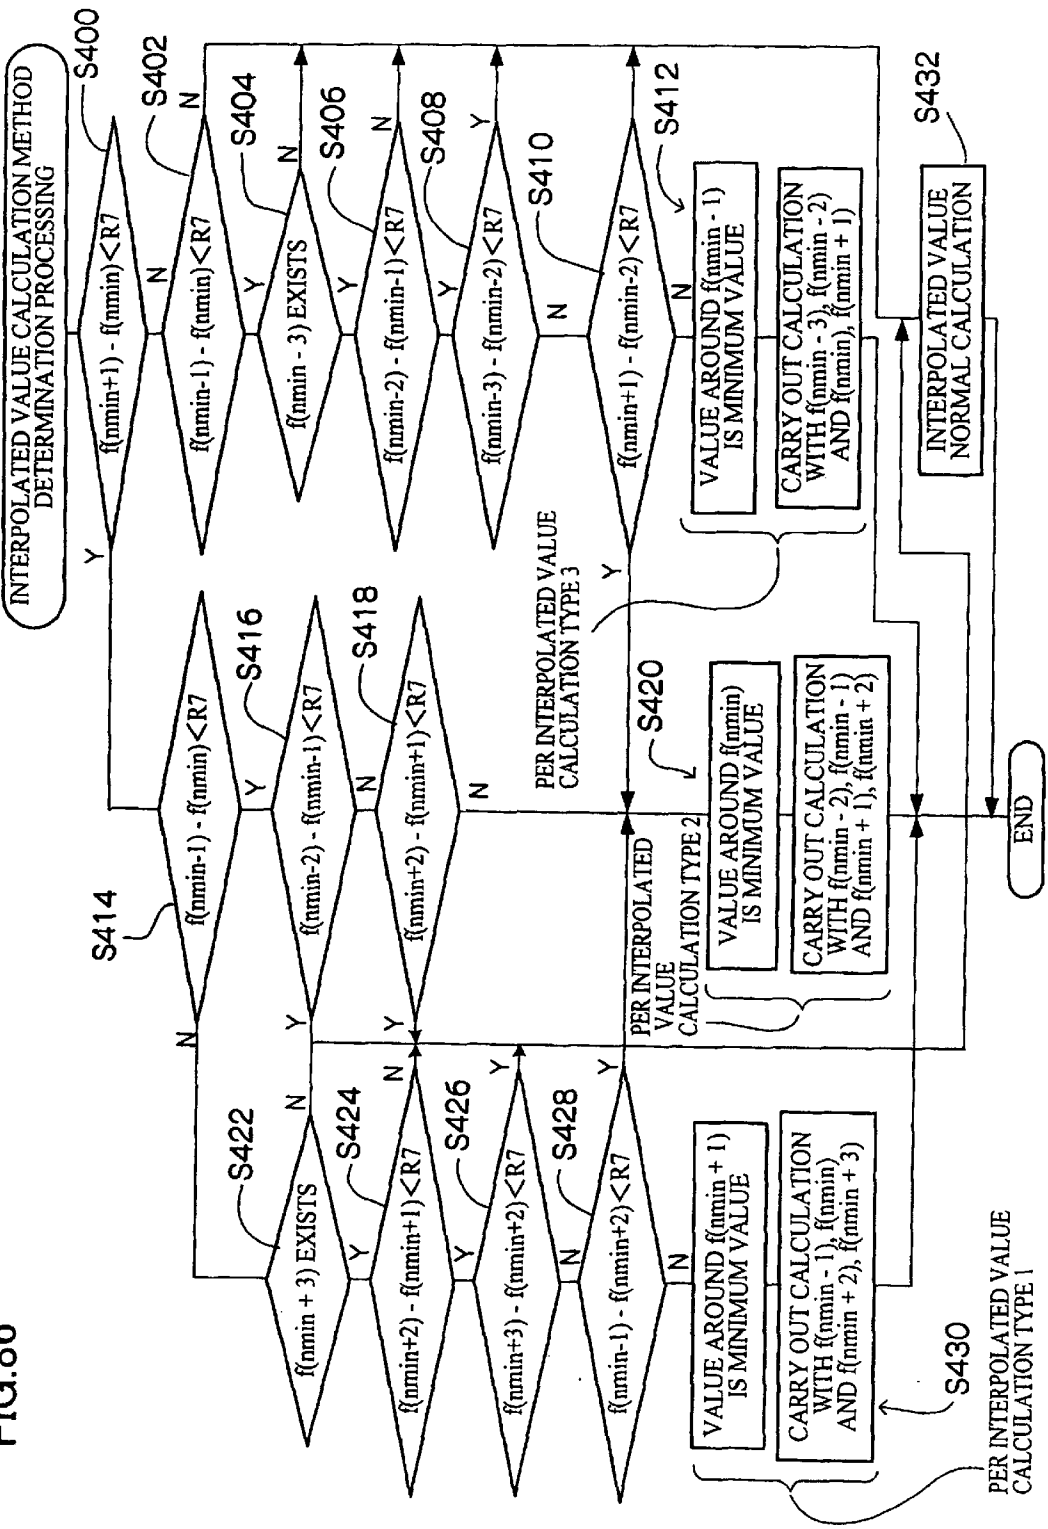 FIG.86
INTERPOLATED VALUE CALCULATION METHOD
DETERMINATION PROCESSING
S400
f(nmin+1) - f(nmin)<R7
Y
N
S402
f(nmin-1) - f(nmin)<R7
N
Y
S404
f(nmin - 3) EXISTS
N
Y
S406
f(nmin-2) - f(nmin-1)<R7
N
Y
S408
f(nmin-3) - f(nmin-2)<R7
Y
N
S410
f(nmin+1) - f(nmin-2)<R7
Y
N
S412
VALUE AROUND f(nmin - 1)
IS MINIMUM VALUE
CARRY OUT CALCULATION
WITH f(nmin - 3), f(nmin - 2)
AND f(nmin), f(nmin + 1)
PER INTERPOLATED VALUE
CALCULATION TYPE 3
S414
f(nmin-1) - f(nmin)<R7
N
Y
S416
f(nmin-2) - f(nmin-1)<R7
Y
N
S418
f(nmin+2) - f(nmin+1)<R7
Y
N
S420
VALUE AROUND f(nmin)
IS MINIMUM VALUE
CARRY OUT CALCULATION
WITH f(nmin - 2), f(nmin - 1)
AND f(nmin + 1), f(nmin + 2)
PER INTERPOLATED
VALUE
CALCULATION TYPE 2
S422
f(nmin + 3) EXISTS
N
Y
S424
f(nmin+2) - f(nmin+1)<R7
N
Y
S426
f(nmin+3) - f(nmin+2)<R7
Y
N
S428
f(nmin-1) - f(nmin+2)<R7
Y
N
VALUE AROUND f(nmin + 1)
IS MINIMUM VALUE
CARRY OUT CALCULATION
WITH f(nmin - 1), f(nmin)
AND f(nmin + 2), f(nmin + 3)
S430
PER INTERPOLATED VALUE
CALCULATION TYPE 1
S432
INTERPOLATED VALUE
NORMAL CALCULATION
END